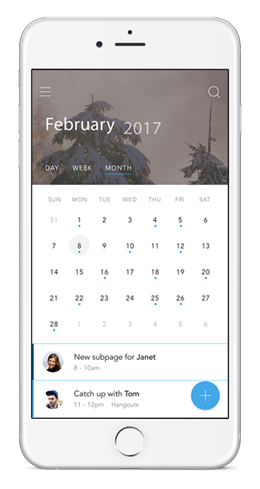 February 2017
DAY WEEK MONTH
SUN MON TUE WED THU FRI SAT
31 1 2 3 4 5 6
7 8 9 10 11 12 13
14 15 16 17 18 19 20
21 22 23 24 25 26 27
28 1 2 3 4 5 6
New subpage for Janet
8 - 10am
Catch up with Tom
11 - 12pm Hangouts